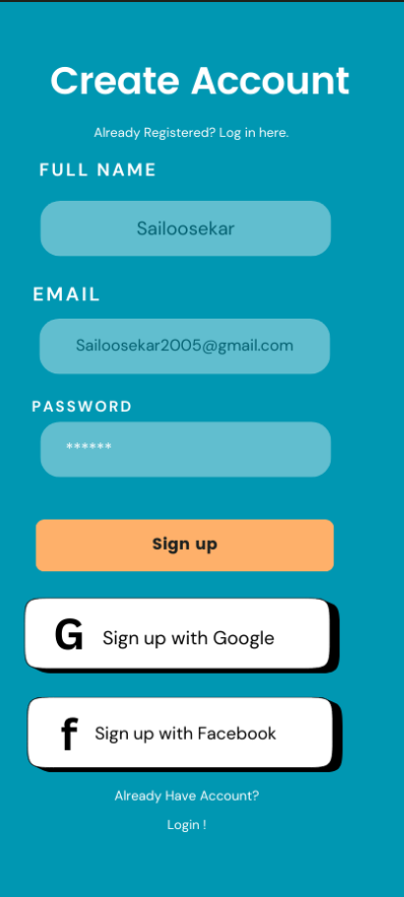 Create Account
Already Registered? Log in here.
FULL NAME
Sailoosekar
EMAIL
Sailoosekar2005@gmail.com
PASSWORD
******
Sign up
G Sign up with Google
f Sign up with Facebook
Already Have Account?
Login !